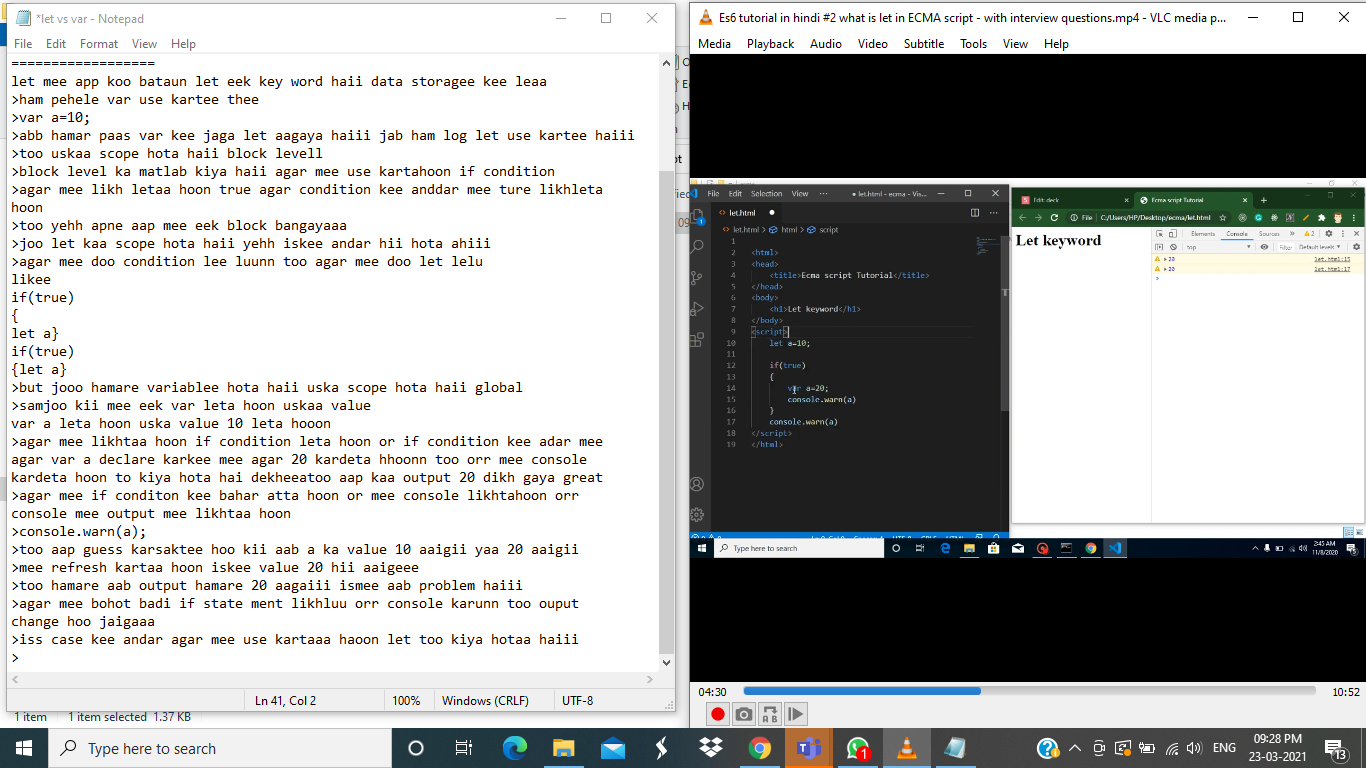 *let vs var - Notepad
File Edit Format View Help
==================
let mee app koo bataun let eek key word haii data storagee kee leaa
>ham pehele var use kartee thee
>var a=10;
>abb hamar paas var kee jaga let aagaya haiii jab ham log let use kartee haiii
>too uskaa scope hota haii block levell
>block level ka matlab kiya haii agar mee use kartahoon if condition
>agar mee likh letaa hoon true agar condition kee anddar mee ture likhleta
hoon
>too yehh apne aap mee eek block bangayaaa
>joo let kaa scope hota haii yehh iskee andar hii hota ahiii
>agar mee doo condition lee luunn too agar mee doo let lelu
likee
if(true)
{
let a}
if(true)
{let a}
>but jooo hamare variablee hota haii uska scope hota haii global
>samjoo kii mee eek var leta hoon uskaa value
var a leta hoon uska value 10 leta hooon
>agar mee likhtaa hoon if condition leta hoon or if condition kee adar mee
agar var a declare karkee mee agar 20 kardeta hhoonn too orr mee console
kardeta hoon to kiya hota hai dekheeatoo aap kaa output 20 dikh gaya great
>agar mee if conditon kee bahar atta hoon or mee console likhtahoon orr
console mee output mee likhtaa hoon
>console.warn(a);
>too aap guess karsaktee hoo kii aab a ka value 10 aaigii yaa 20 aaigii
>mee refresh kartaa hoon iskee value 20 hii aaigeee
>too hamare aab output hamare 20 aagaiii ismee aab problem haiii
>agar mee bohot badi if state ment likhluu orr console karunn too ouput
change hoo jaigaaa
>iss case kee andar agar mee use kartaaa haoon let too kiya hotaa haiii
>
Ln 41, Col 2 100% Windows (CRLF) UTF-8
1 item 1 item selected 1.37 KB
Es6 tutorial in hindi #2 what is let in ECMA script - with interview questions.mp4 - VLC media p...
Media Playback Audio Video Subtitle Tools View Help
File Edit Selection View ··· ● let.html - ecma - Vis...
let.html ●
let.html > html > script
1
2 <html>
3 <head>
4 <title>Ecma script Tutorial</title>
5 </head>
6 <body>
7 <h1>Let keyword</h1>
8 </body>
9 <script>
10 let a=10;
11
12 if(true)
13 {
14 var a=20;
15 console.warn(a)
16 }
17 console.warn(a)
18 </script>
19 </html>
Edit-deck Ecma script Tutorial
File C:/Users/HP/Desktop/ecma/let.html
Let keyword
Elements Console Sources » 2
top Filter Default levels
20 let.html:15
20 let.html:17
>
Type here to search
2:45 AM
11/8/2020
04:30 10:52
Type here to search
1
ENG
09:28 PM
23-03-2021
13